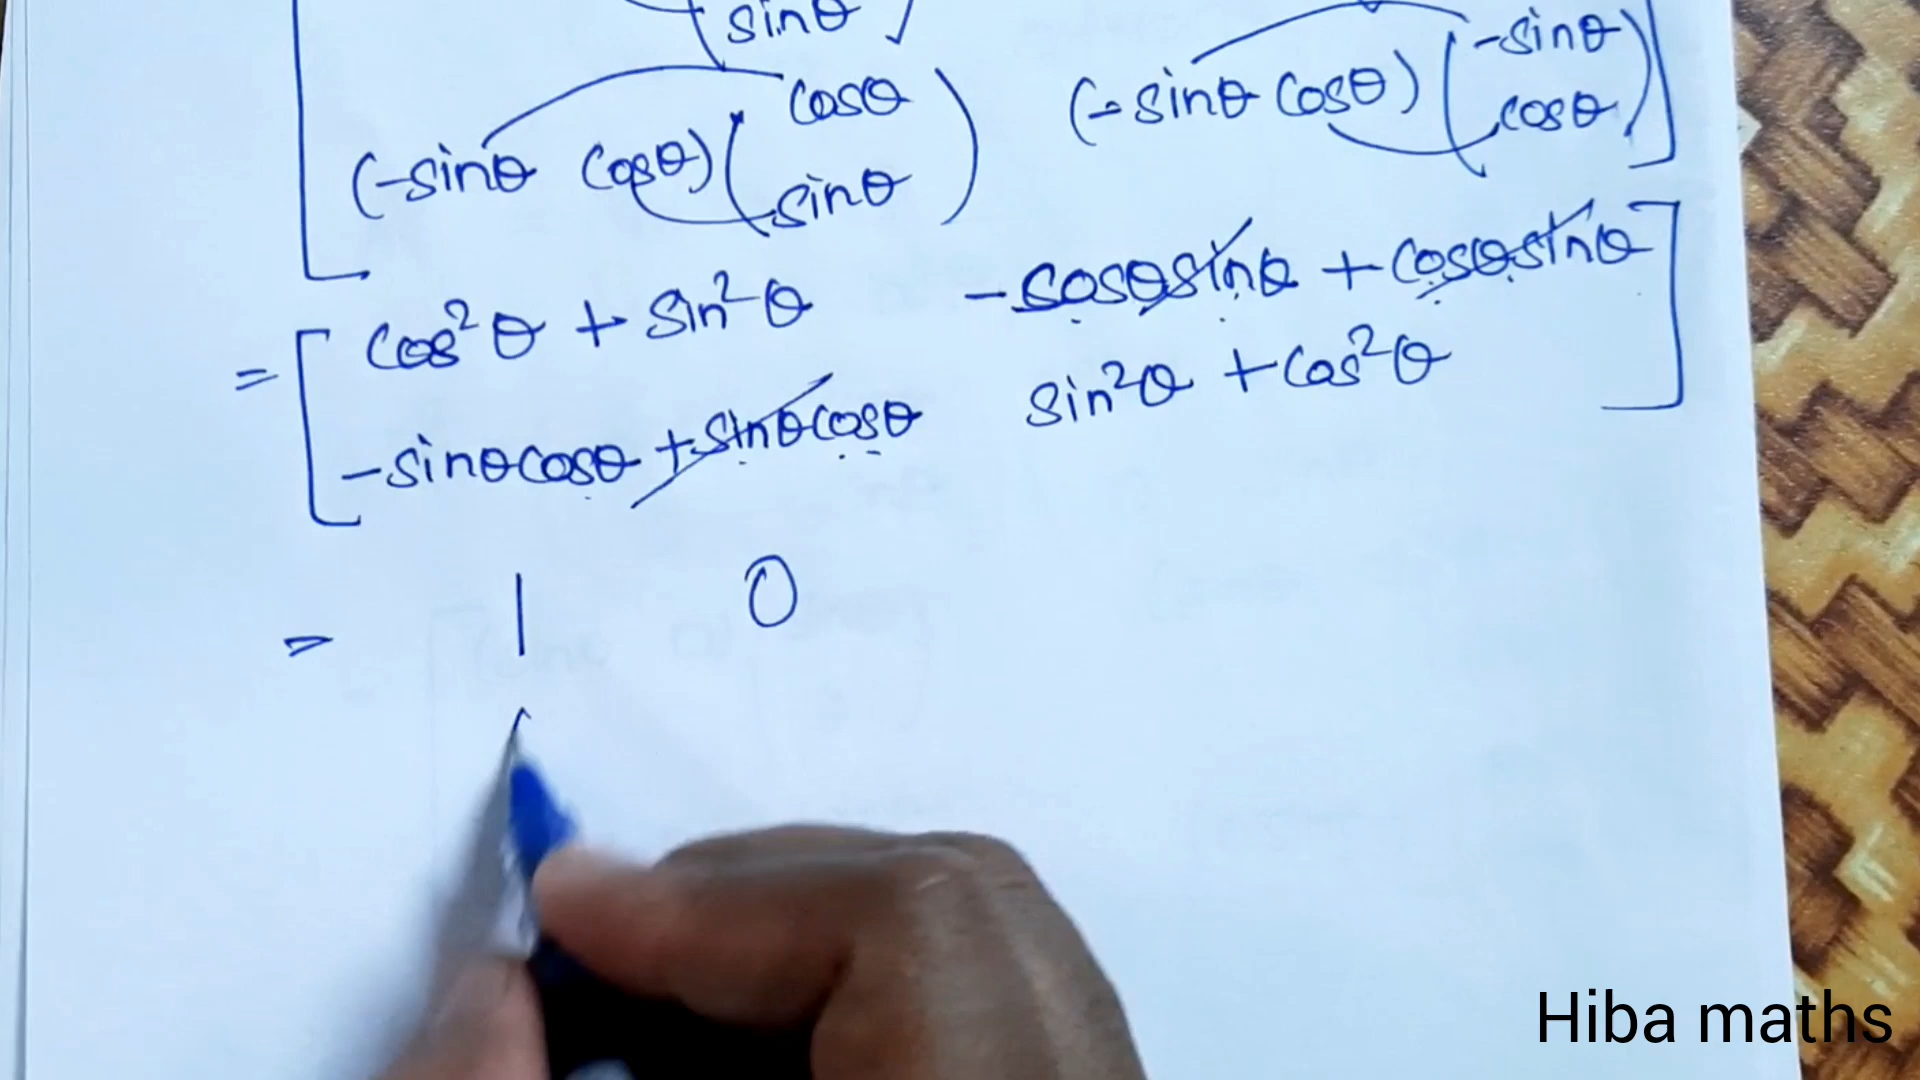 sinθ
cosθ
-sinθ
(-sinθ cosθ)
sinθ
(-sinθ cosθ)
cosθ
= [ cos²θ + sin²θ   -cosθsinθ + cosθsinθ
-sinθcosθ + sinθcosθ   sin²θ + cos²θ ]
= 1 0
Hiba maths